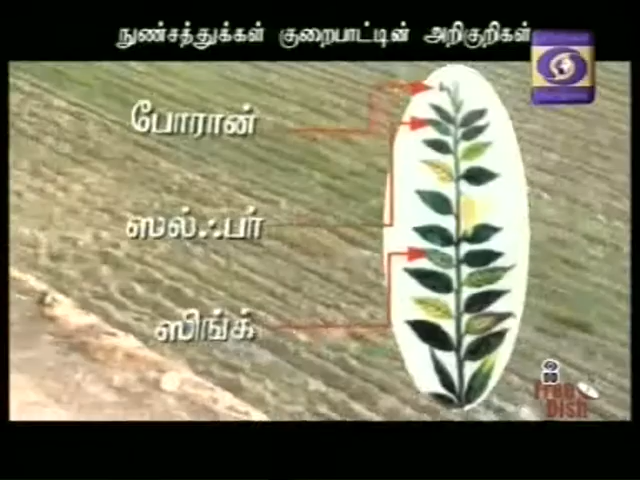 நுண்சத்துக்கள் குறைபாட்டின் அறிகுறிகள்
போரான்
ஸல்ஃபர்
ஸிங்க்
Free
Dish